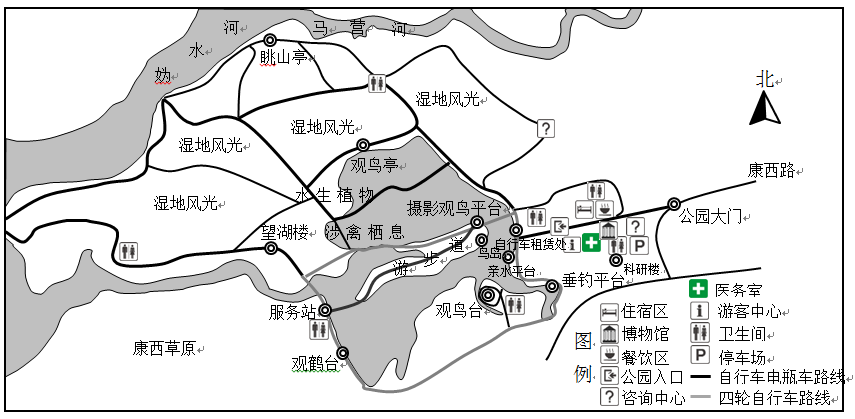 河
马 营 河
水
妫
眺山亭
北
湿地风光
湿地风光
?
湿地风光
观鸟亭
康西路
水 生 植 物
湿地风光
摄影观鸟平台
公园大门
望湖楼
涉 禽 栖 息
自行车租赁处
i
?
P
鸟岛
道
步
游
亲水平台
科研楼
垂钓平台
医务室
服务站
观鸟台
住宿区
i 游客中心
图
例
博物馆
卫生间
康西草原
观鹤台
餐饮区
P 停车场
公园入口
自行车电瓶车路线
? 咨询中心
四轮自行车路线